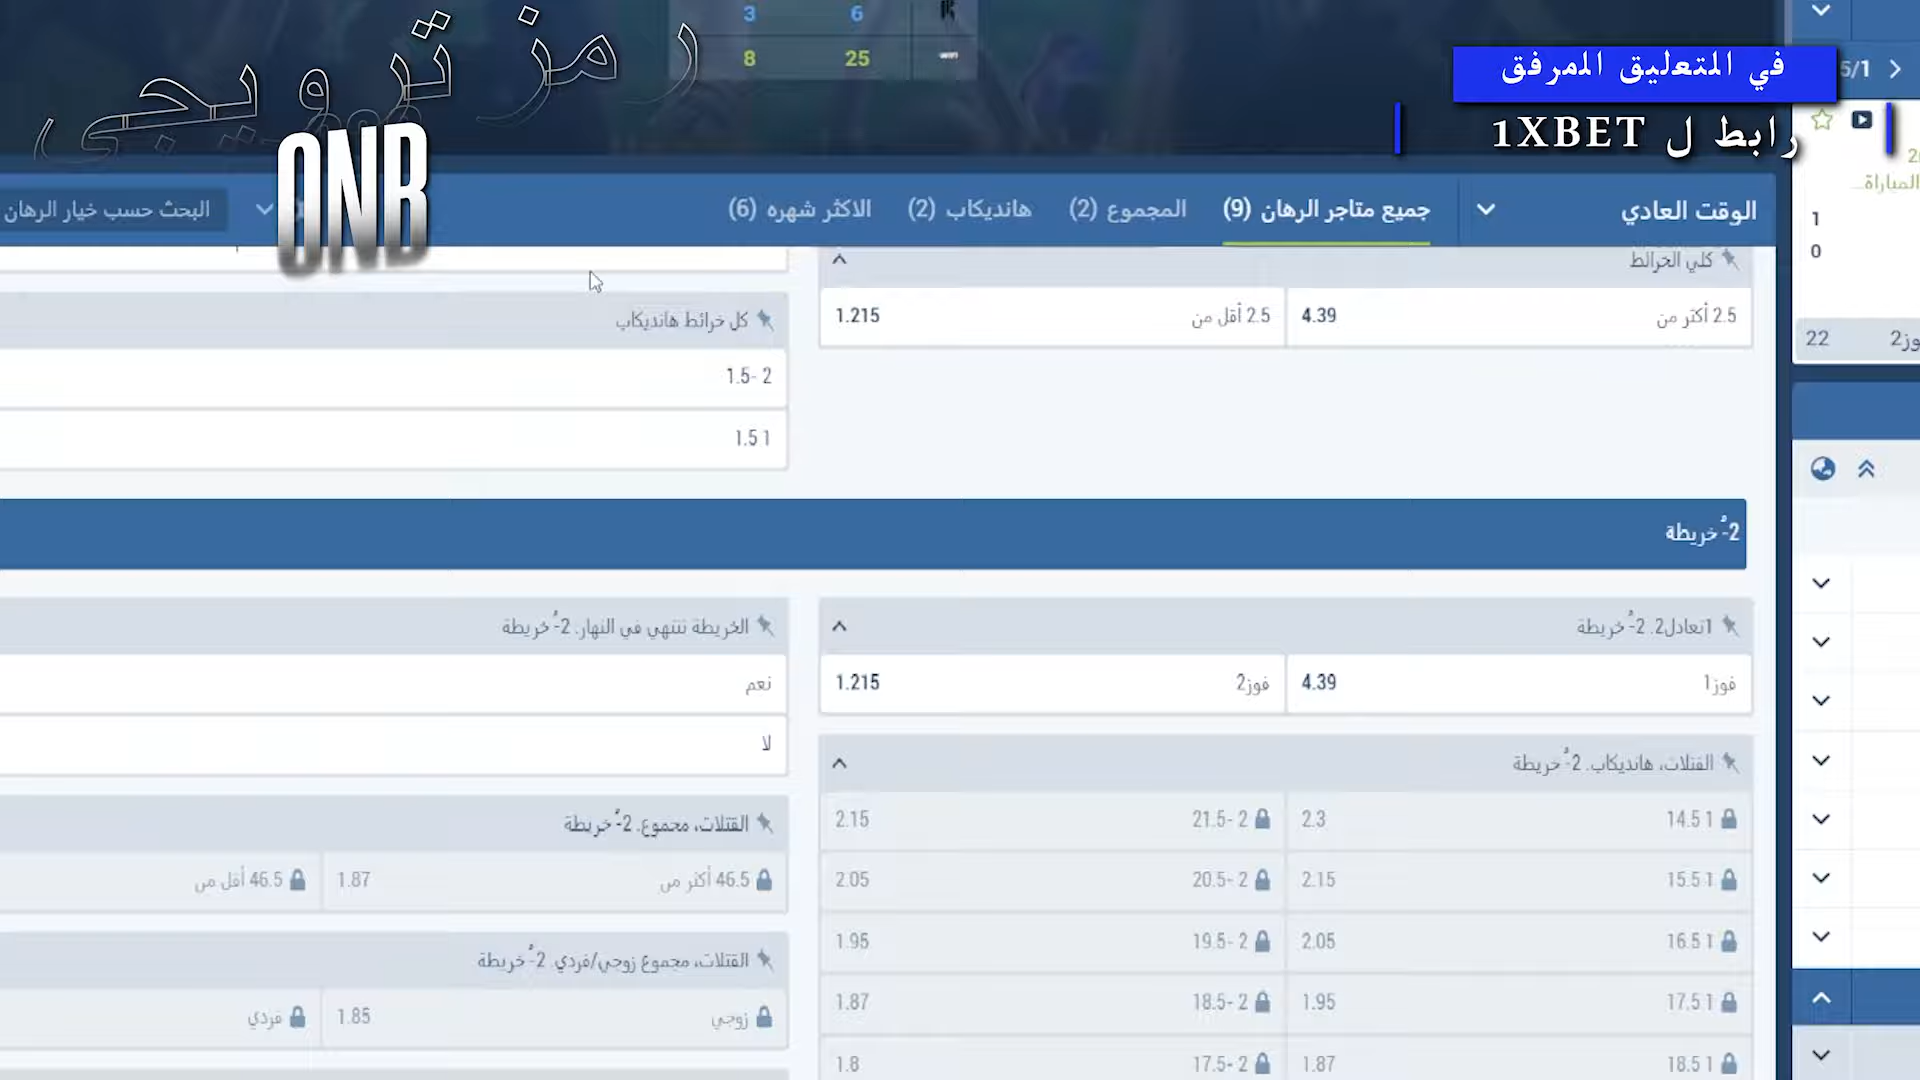 3 6
8 25
رمز ترويجي
ONB
في التعليق المرفق
رابط ل 1XBET
5/1
المباراة...
1
0
22
فوز2
الوقت العادي
جميع متاجر الرهان (9)
المجموع (2)
هانديكاب (2)
الاكثر شهره (6)
البحث حسب خيار الرهان
كلي الخرائط
2.5 أكثر من 4.39
2.5 أقل من 1.215
كل خرائط هانديكاب
2 -1.5
1 1.5
2-ُ خريطة
1تعادل2. 2-ُ خريطة
فوز1 4.39
فوز2 1.215
الخريطة تنتهي في النهار. 2-ُ خريطة
نعم
لا
القتلات، هانديكاب. 2-ُ خريطة
1 14.5 2.3
2 -21.5 2.15
1 15.5 2.15
2 -20.5 2.05
1 16.5 2.05
2 -19.5 1.95
1 17.5 1.95
2 -18.5 1.87
1 18.5 1.87
2 -17.5 1.8
القتلات، مجموع. 2-ُ خريطة
46.5 أكثر من 1.87
46.5 أقل من
القتلات، مجموع زوجي/فردي. 2-ُ خريطة
زوجي 1.85
فردي